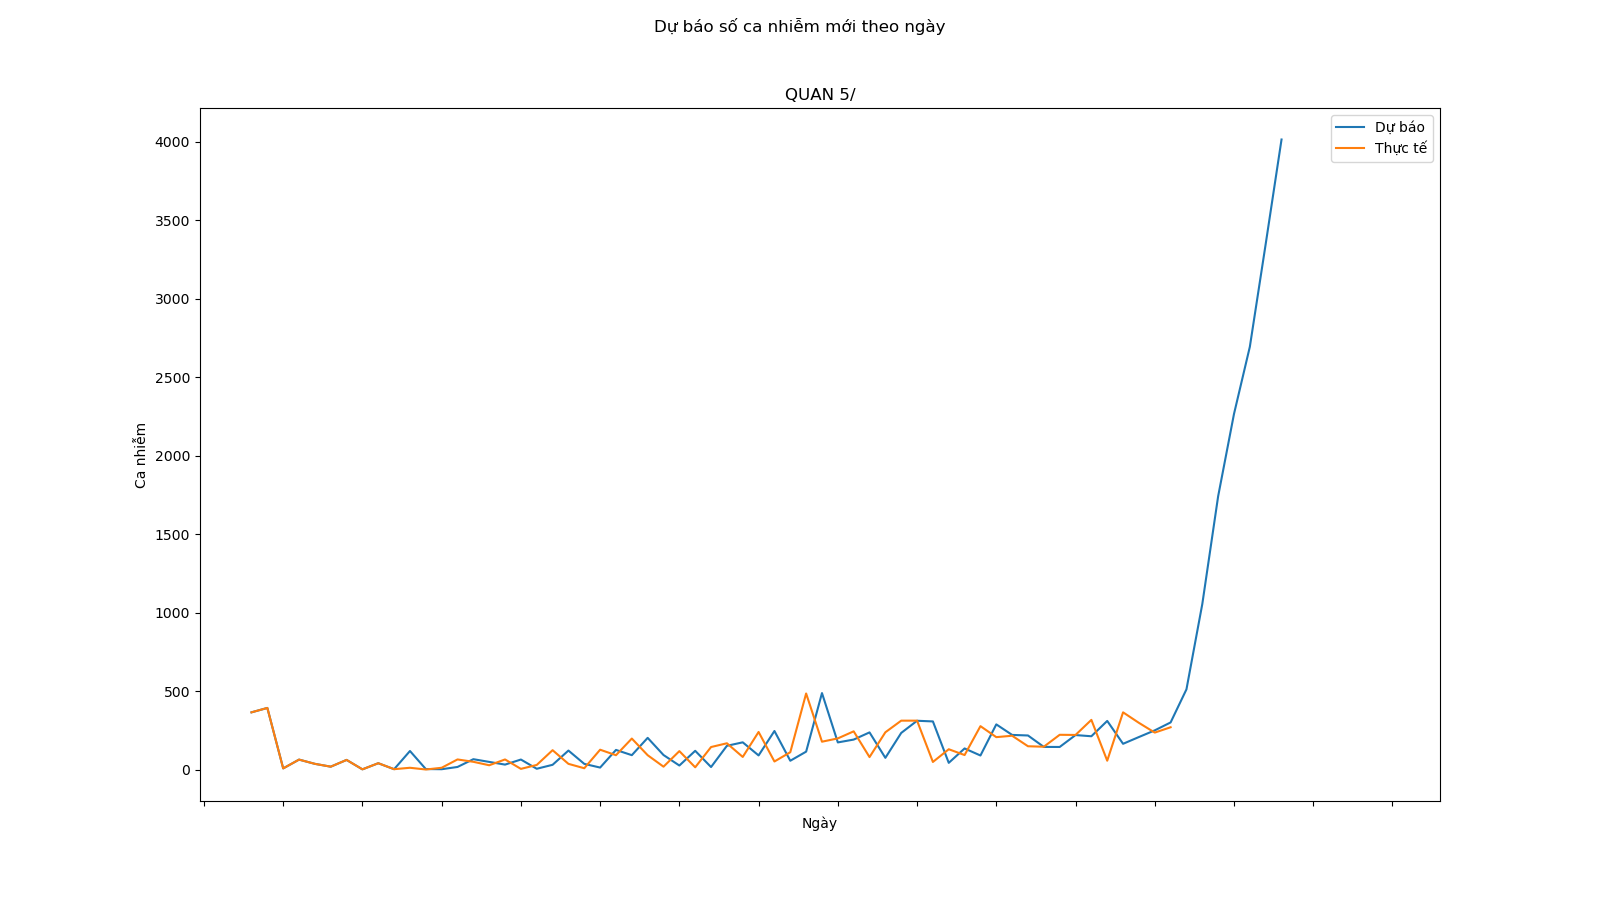 Dự báo số ca nhiễm mới theo ngày
QUAN 5/
Dự báo
Thực tế
4000
3500
3000
2500
2000
1500
1000
500
0
Ca nhiễm
Ngày